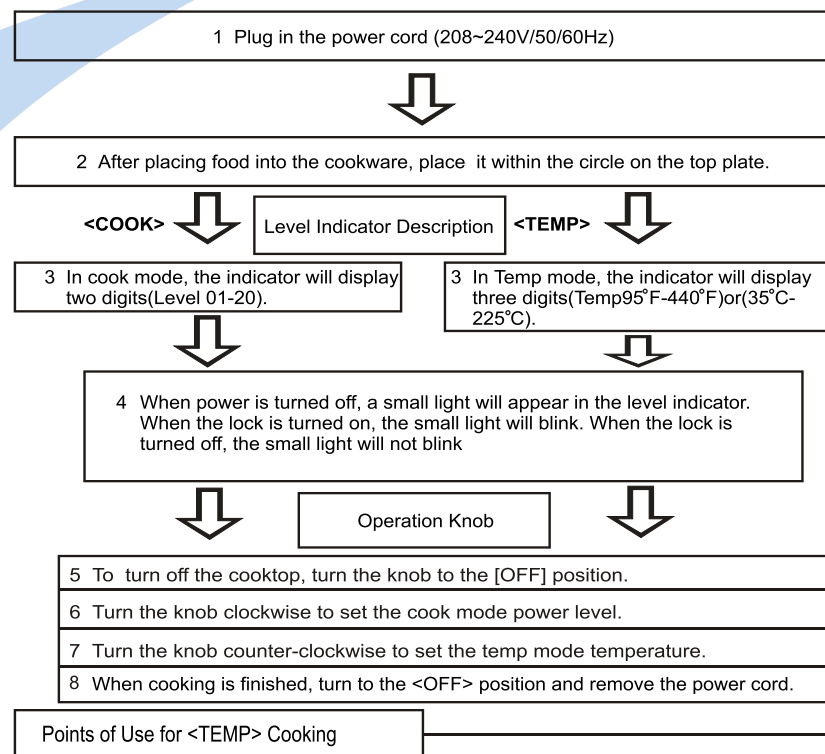 1 Plug in the power cord (208~240V/50/60Hz)
2 After placing food into the cookware, place it within the circle on the top plate.
<COOK>
Level Indicator Description
<TEMP>
3 In cook mode, the indicator will display
two digits(Level 01-20).
3 In Temp mode, the indicator will display
three digits(Temp95°F-440°F)or(35°C-
225°C).
4 When power is turned off, a small light will appear in the level indicator.
When the lock is turned on, the small light will blink. When the lock is
turned off, the small light will not blink
Operation Knob
5 To turn off the cooktop, turn the knob to the [OFF] position.
6 Turn the knob clockwise to set the cook mode power level.
7 Turn the knob counter-clockwise to set the temp mode temperature.
8 When cooking is finished, turn to the <OFF> position and remove the power cord.
Points of Use for <TEMP> Cooking